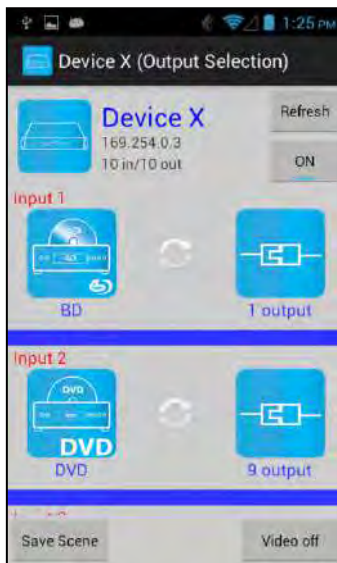 1:25 PM
Device X (Output Selection)
Device X
Refresh
169.254.0.3
10 in/10 out
ON
Input 1
BD
1 output
Input 2
DVD
DVD
DVD
9 output
Save Scene
Video off